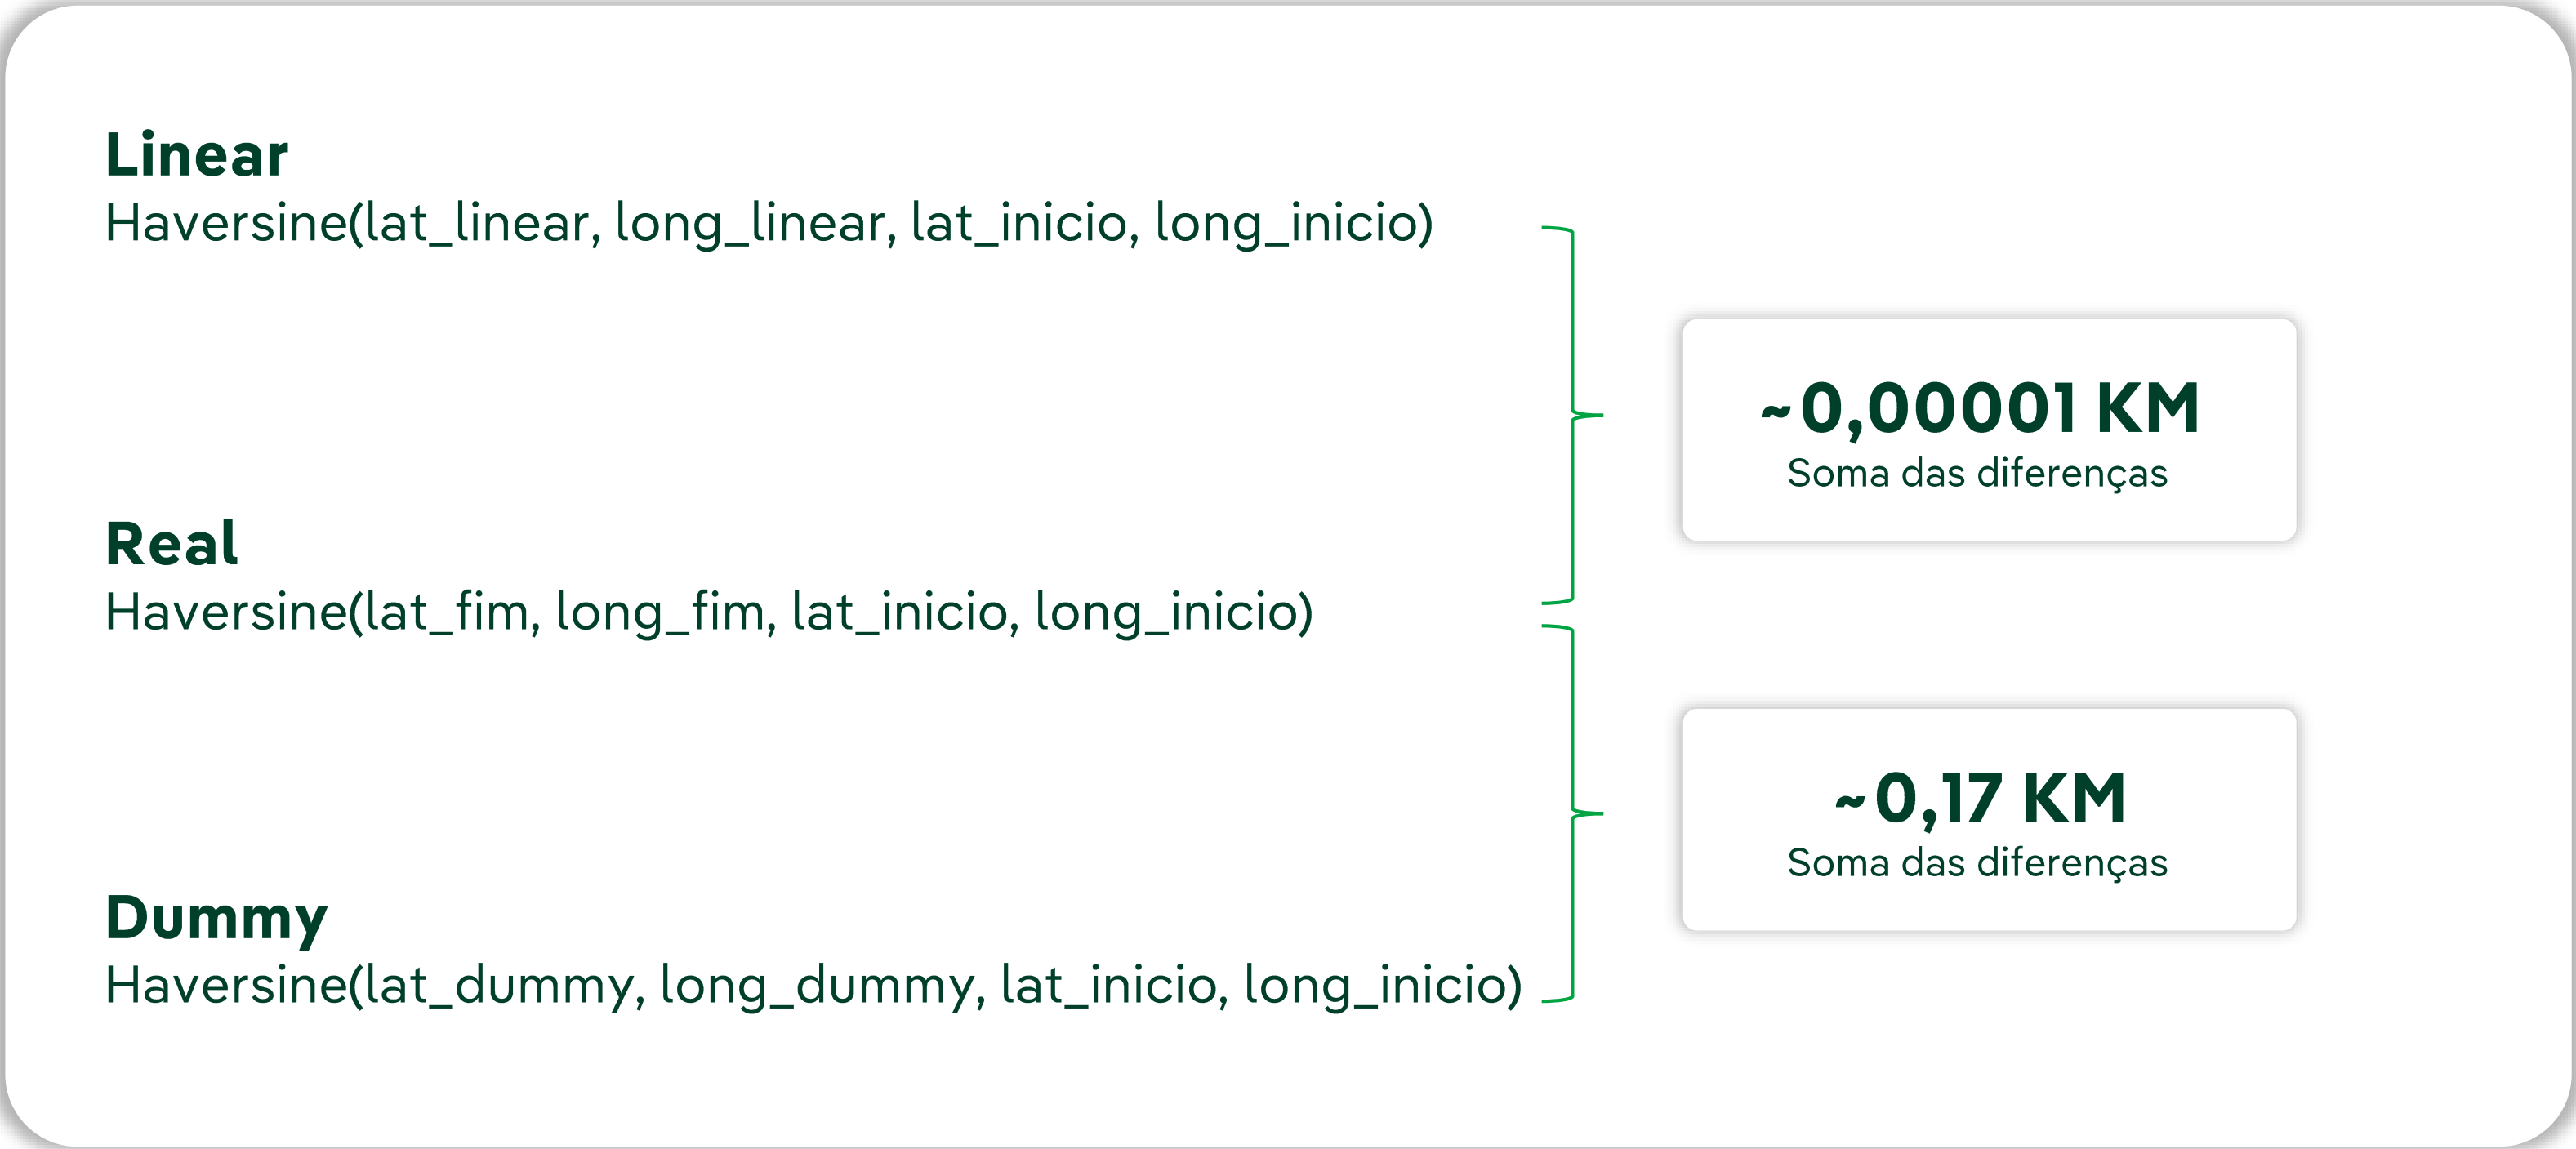 Linear
Haversine(lat_linear, long_linear, lat_inicio, long_inicio)
~0,00001 KM
Soma das diferenças
Real
Haversine(lat_fim, long_fim, lat_inicio, long_inicio)
~0,17 KM
Soma das diferenças
Dummy
Haversine(lat_dummy, long_dummy, lat_inicio, long_inicio)